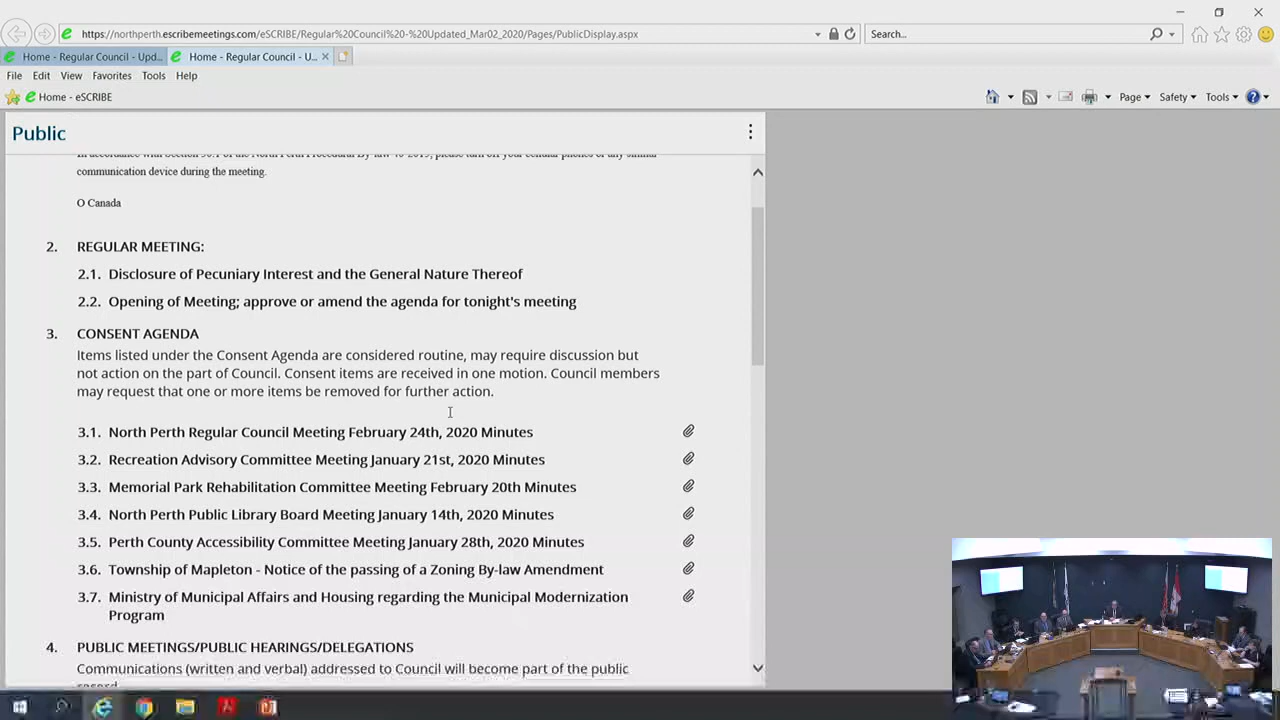 https://northperth.escribemeetings.com/eSCRIBE/Regular%20Council%20-%20Updated_Mar02_2020/Pages/PublicDisplay.aspx
Search...
Home - Regular Council - Upd...
Home - Regular Council - U...
File Edit View Favorites Tools Help
Home - eSCRIBE
Page Safety Tools
Public
communication device during the meeting.
O Canada
2. REGULAR MEETING:
2.1. Disclosure of Pecuniary Interest and the General Nature Thereof
2.2. Opening of Meeting; approve or amend the agenda for tonight's meeting
3. CONSENT AGENDA
Items listed under the Consent Agenda are considered routine, may require discussion but
not action on the part of Council. Consent items are received in one motion. Council members
may request that one or more items be removed for further action.
3.1. North Perth Regular Council Meeting February 24th, 2020 Minutes
3.2. Recreation Advisory Committee Meeting January 21st, 2020 Minutes
3.3. Memorial Park Rehabilitation Committee Meeting February 20th Minutes
3.4. North Perth Public Library Board Meeting January 14th, 2020 Minutes
3.5. Perth County Accessibility Committee Meeting January 28th, 2020 Minutes
3.6. Township of Mapleton - Notice of the passing of a Zoning By-law Amendment
3.7. Ministry of Municipal Affairs and Housing regarding the Municipal Modernization
Program
4. PUBLIC MEETINGS/PUBLIC HEARINGS/DELEGATIONS
Communications (written and verbal) addressed to Council will become part of the public
record.